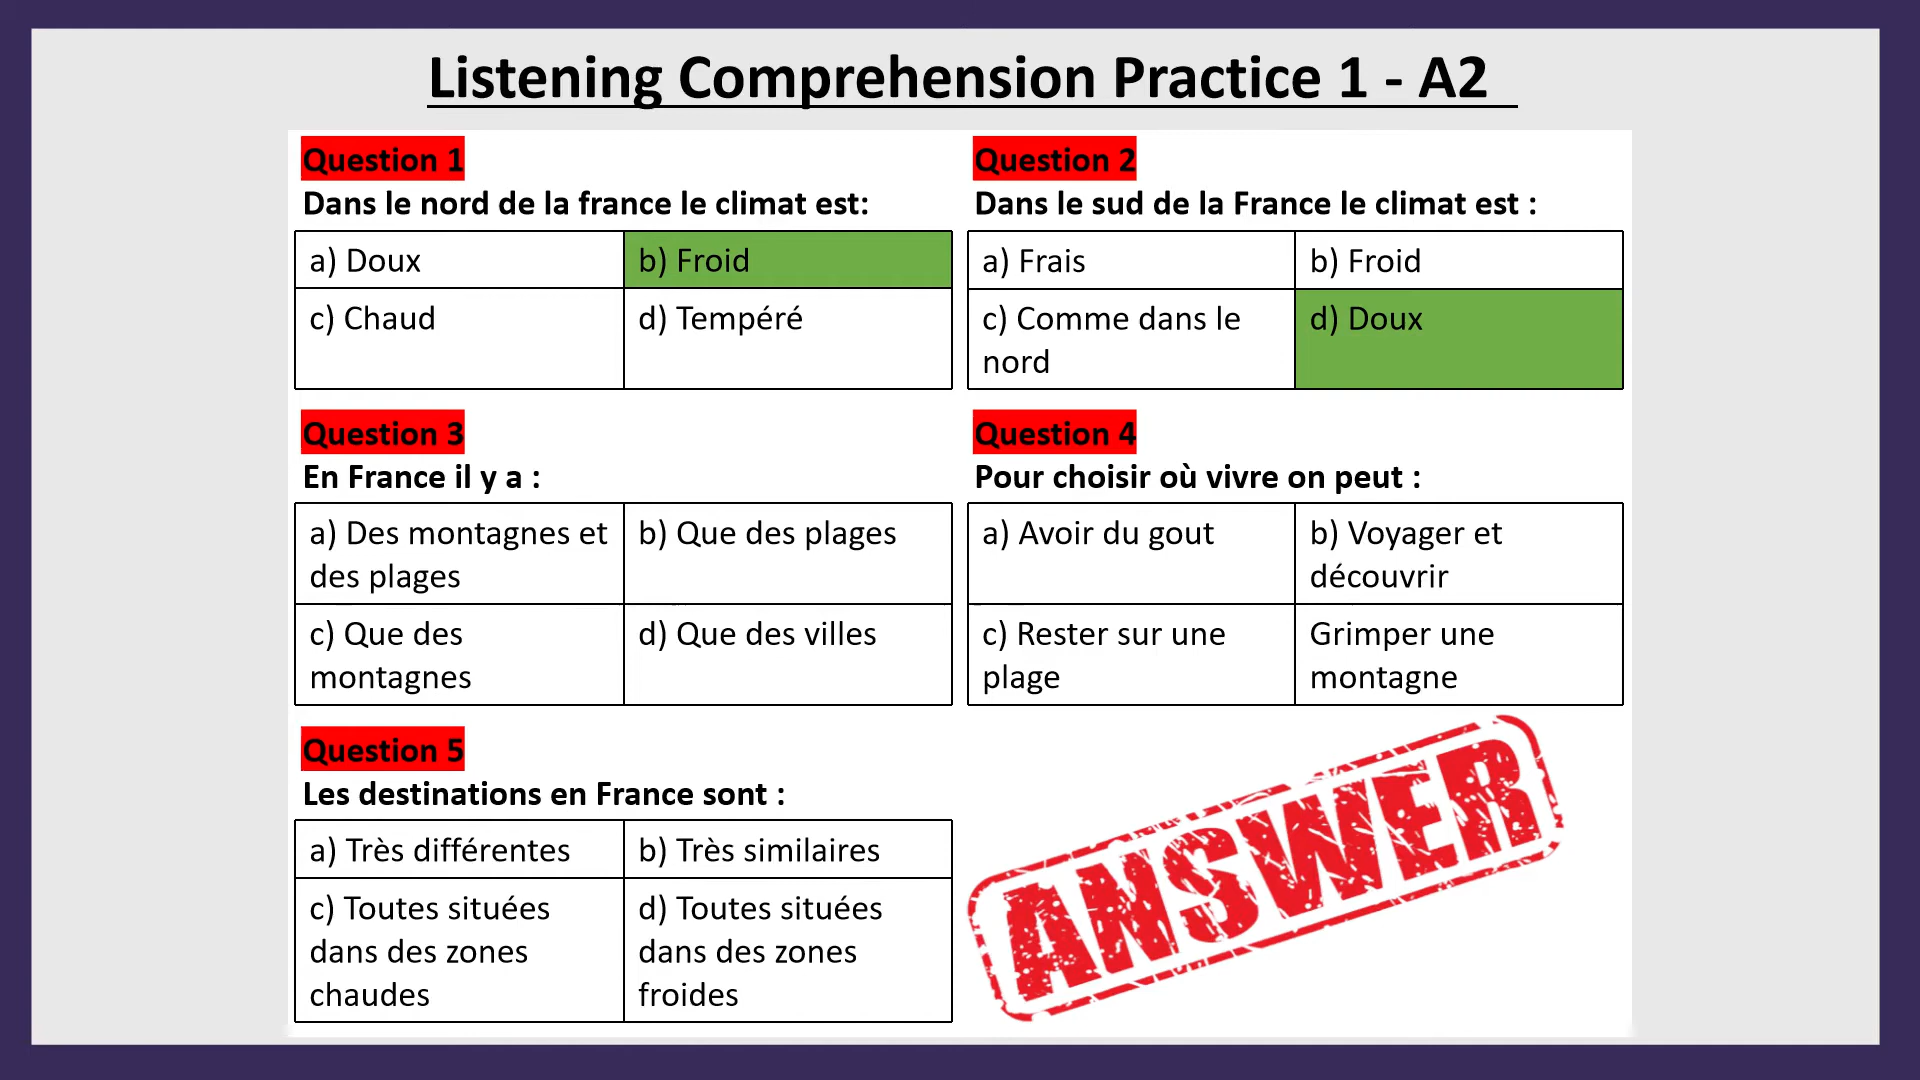 Listening Comprehension Practice 1 - A2
Question 1
Dans le nord de la france le climat est:
a) Doux
b) Froid
c) Chaud
d) Tempéré
Question 2
Dans le sud de la France le climat est :
a) Frais
b) Froid
c) Comme dans le
nord
d) Doux
Question 3
En France il y a :
a) Des montagnes et
des plages
b) Que des plages
c) Que des
montagnes
d) Que des villes
Question 4
Pour choisir où vivre on peut :
a) Avoir du gout
b) Voyager et
découvrir
c) Rester sur une
plage
Grimper une
montagne
Question 5
Les destinations en France sont :
a) Très différentes
b) Très similaires
c) Toutes situées
dans des zones
chaudes
d) Toutes situées
dans des zones
froides
ANSWER